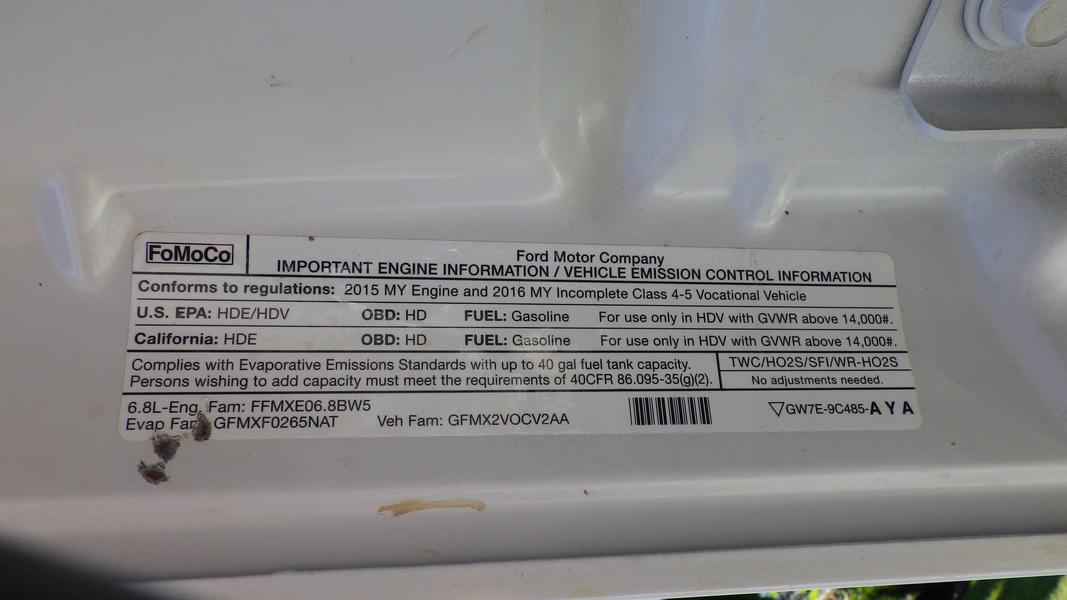 FoMoCo
Ford Motor Company
IMPORTANT ENGINE INFORMATION / VEHICLE EMISSION CONTROL INFORMATION
Conforms to regulations: 2015 MY Engine and 2016 MY Incomplete Class 4-5 Vocational Vehicle
U.S. EPA: HDE/HDV OBD: HD FUEL: Gasoline For use only in HDV with GVWR above 14,000#.
California: HDE OBD: HD FUEL: Gasoline For use only in HDV with GVWR above 14,000#.
Complies with Evaporative Emissions Standards with up to 40 gal fuel tank capacity.
Persons wishing to add capacity must meet the requirements of 40CFR 86.095-35(g)(2).
TWC/HO2S/SFI/WR-HO2S
No adjustments needed.
6.8L-Eng. Fam: FFMXE06.8BW5
Evap Fam: GFMXF0265NAT Veh Fam: GFMX2VOCV2AA
GW7E-9C485-AYA